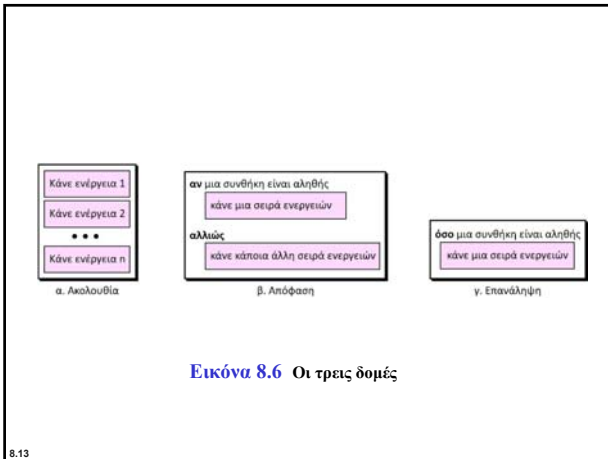 Κάνε ενέργεια 1
Κάνε ενέργεια 2
• • •
Κάνε ενέργεια n
α. Ακολουθία
αν μια συνθήκη είναι αληθής
κάνε μια σειρά ενεργειών
αλλιώς
κάνε κάποια άλλη σειρά ενεργειών
β. Απόφαση
όσο μια συνθήκη είναι αληθής
κάνε μια σειρά ενεργειών
γ. Επανάληψη
Εικόνα 8.6 Οι τρεις δομές
8.13